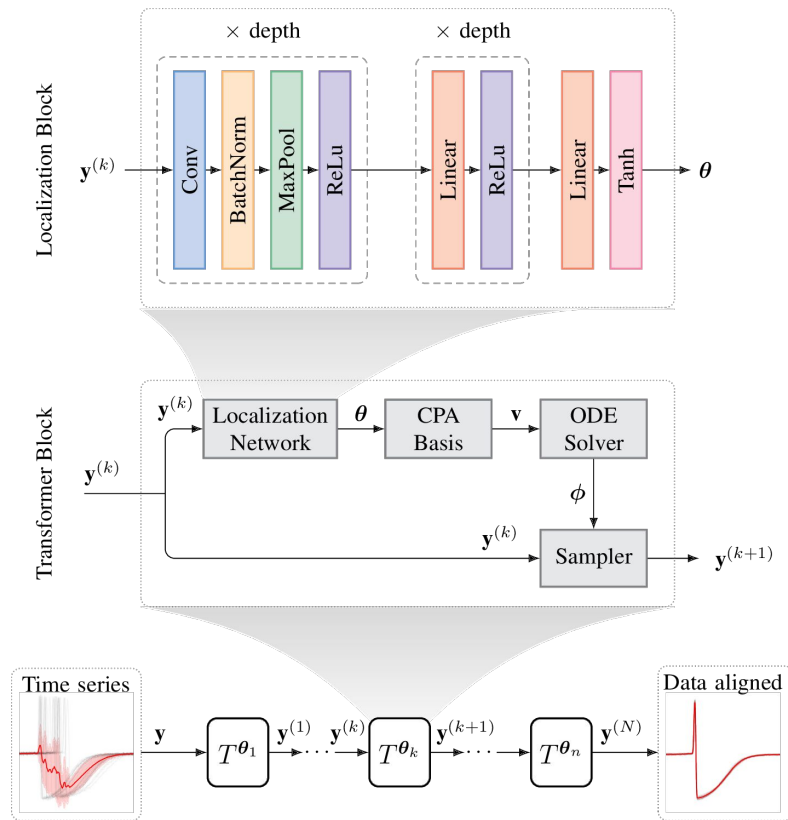 × depth
× depth
Localization Block
y^(k)
Conv
BatchNorm
MaxPool
ReLu
Linear
ReLu
Linear
Tanh
θ
Transformer Block
y^(k)
y^(k)
Localization
Network
θ
CPA
Basis
v
ODE
Solver
ϕ
y^(k)
Sampler
y^(k+1)
Time series
y
T^θ₁
y^(1)
···
y^(k)
T^θₖ
y^(k+1)
···
T^θₙ
y^(N)
Data aligned